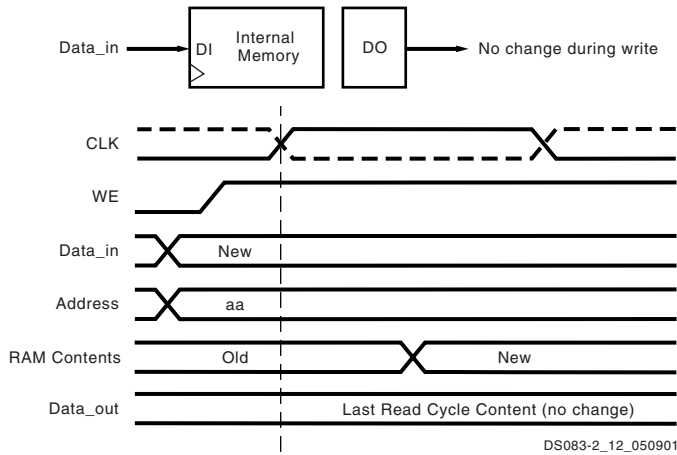 Data_in
DI
Internal
Memory
DO
No change during write
CLK
WE
Data_in
New
Address
aa
RAM Contents
Old
New
Data_out
Last Read Cycle Content (no change)
DS083-2_12_050901